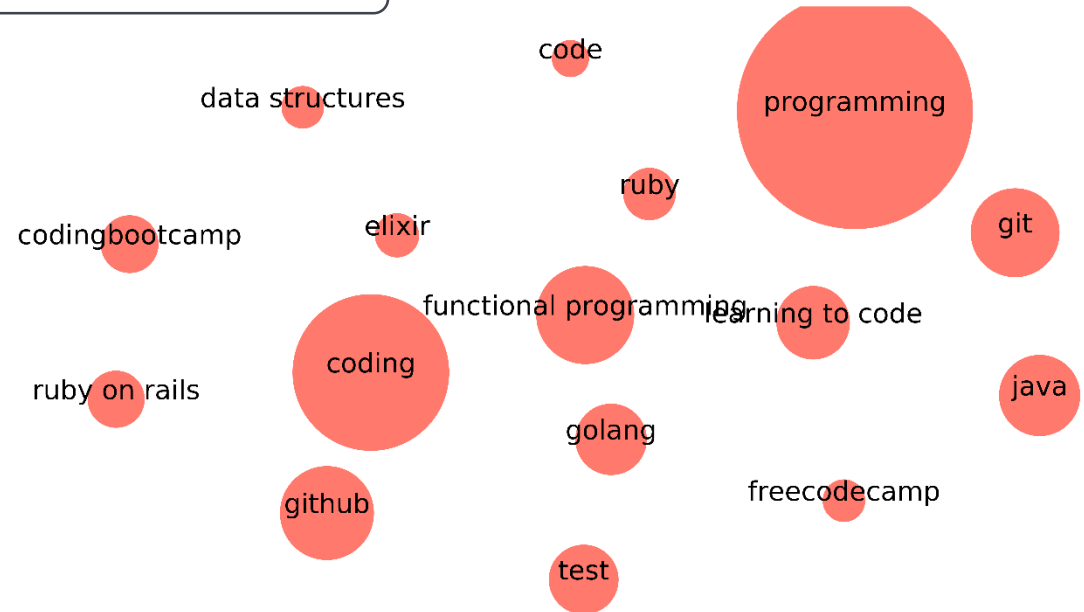 code
data structures
programming
ruby
git
elixir
codingbootcamp
functional programming
learning to code
coding
java
ruby on rails
golang
freecodecamp
github
test